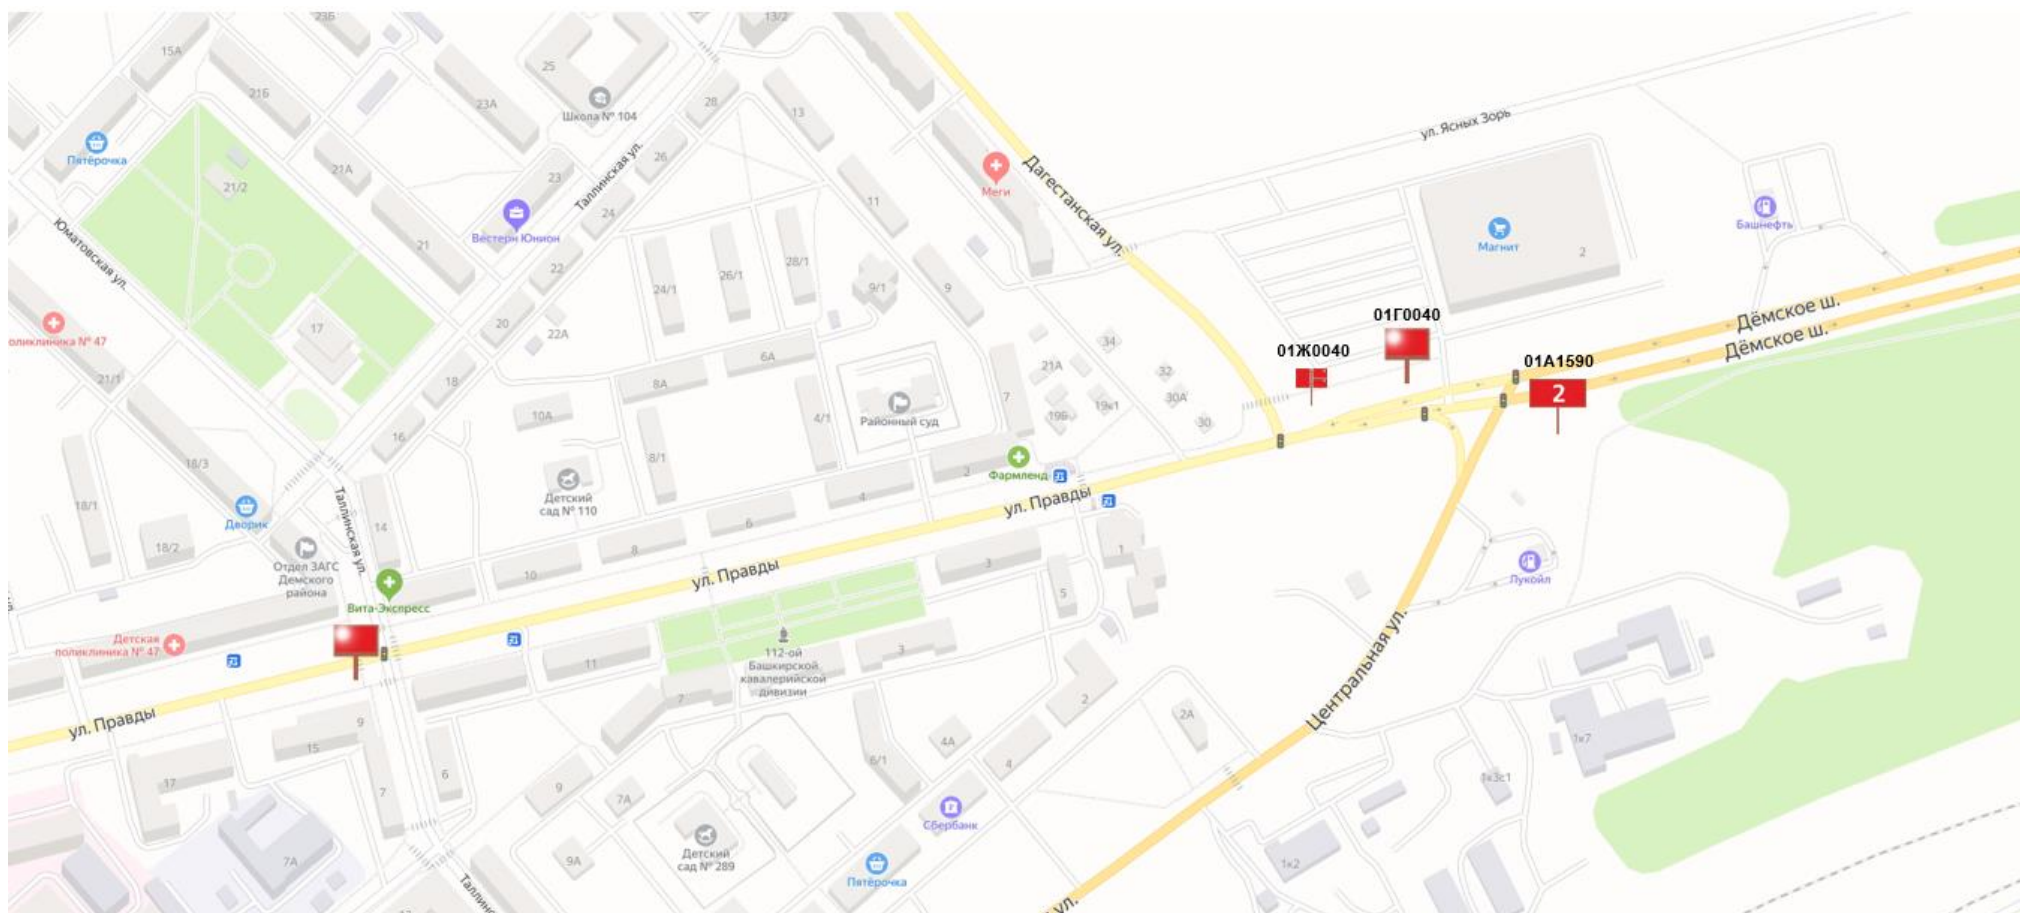 23Б
13/2
15А
25
21Б
23А
28
13
Школа № 104
Пятёрочка
26
21А
23
21/2
Таллинская ул.
24
11
Меги
Дагестанская ул.
ул. Ясных Зорь
Юматовская ул.
Вестерн Юнион
21
22
24/1
26/1
28/1
9/1
9
Магнит
2
Башнефть
17
20
22А
оликлиника № 47
21/1
18
8А
6А
34
21А
32
30А
19Б
19к1
30
01Ж0040
01Г0040
01А1590
2
Дёмское ш.
Дёмское ш.
10А
16
4/1
Районный суд
7
8/1
18/3
18/1
18/2
Дворик
Таллинская ул.
14
Детский
сад № 110
Фармленд
2
4
6
8
10
ул. Правды
1
3
5
Отдел ЗАГС
Демского
района
Вита-Экспресс
ул. Правды
Лукойл
Детская
поликлиника № 47
11
112-ой
Башкирской
кавалерийской
дивизии
3
7
2
2А
Центральная ул.
ул. Правды
9
15
17
6
7
4А
4
6/1
9
7А
Сбербанк
1к7
1к3с1
7А
9А
Детский
сад № 289
Пятёрочка
1к2
ул.